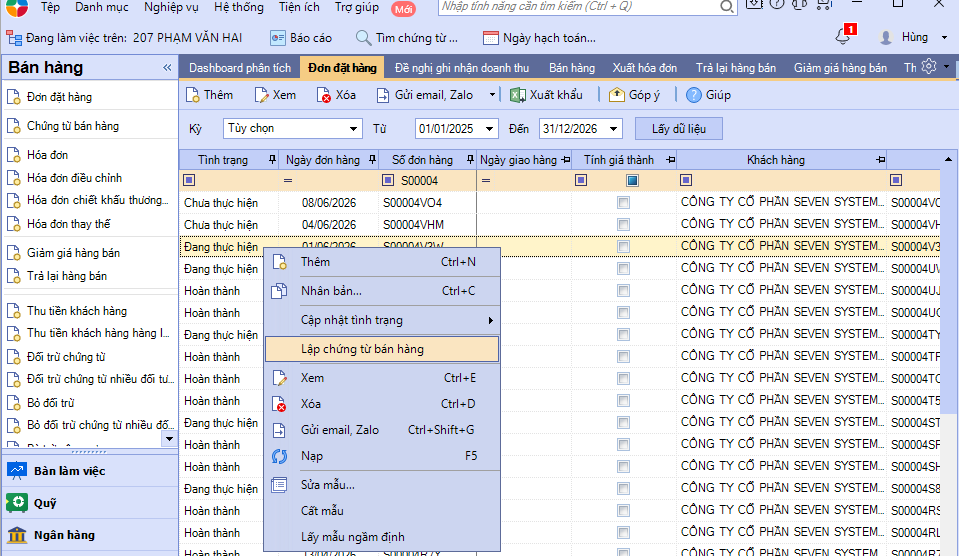 Tệp Danh mục Nghiệp vụ Hệ thống Tiện ích Trợ giúp Mới Nhập tính năng cần tìm kiếm (Ctrl + Q)
Đang làm việc trên: 207 PHẠM VĂN HAI Báo cáo Tìm chứng từ ... Ngày hạch toán... 1 Hùng
Bán hàng «
Dashboard phân tích Đơn đặt hàng Đề nghị ghi nhận doanh thu Bán hàng Xuất hóa đơn Trả lại hàng bán Giảm giá hàng bán Th
Thêm Xem Xóa Gửi email, Zalo Xuất khẩu Góp ý Giúp
Kỳ Tùy chọn Từ 01/01/2025 Đến 31/12/2026 Lấy dữ liệu
Đơn đặt hàng
Chứng từ bán hàng
Hóa đơn
Hóa đơn điều chỉnh
Hóa đơn chiết khấu thương...
Hóa đơn thay thế
Giảm giá hàng bán
Trả lại hàng bán
Thu tiền khách hàng
Thu tiền khách hàng hàng l...
Đối trừ chứng từ
Đối trừ chứng từ nhiều đối tư...
Bỏ đối trừ
Bỏ đối trừ chứng từ nhiều đố...
Bàn làm việc
Quỹ
Ngân hàng
Tình trạng Ngày đơn hàng Số đơn hàng Ngày giao hàng Tính giá thành Khách hàng
= S00004 =
Chưa thực hiện 08/06/2026 S00004VO4 CÔNG TY CỔ PHẦN SEVEN SYSTEM... S00004VO
Chưa thực hiện 04/06/2026 S00004VHM CÔNG TY CỔ PHẦN SEVEN SYSTEM... S00004VH
Đang thực hiện 01/06/2026 S00004V3W CÔNG TY CỔ PHẦN SEVEN SYSTEM... S00004V3
Đang thực hiện CÔNG TY CỔ PHẦN SEVEN SYSTEM... S00004UV
Hoàn thành CÔNG TY CỔ PHẦN SEVEN SYSTEM... S00004UJ
Hoàn thành CÔNG TY CỔ PHẦN SEVEN SYSTEM... S00004UC
Đang thực hiện CÔNG TY CỔ PHẦN SEVEN SYSTEM... S00004TY
Hoàn thành CÔNG TY CỔ PHẦN SEVEN SYSTEM... S00004TF
Hoàn thành CÔNG TY CỔ PHẦN SEVEN SYSTEM... S00004TC
Hoàn thành CÔNG TY CỔ PHẦN SEVEN SYSTEM... S00004T5
Đang thực hiện CÔNG TY CỔ PHẦN SEVEN SYSTEM... S00004ST
Hoàn thành CÔNG TY CỔ PHẦN SEVEN SYSTEM... S00004SF
Hoàn thành CÔNG TY CỔ PHẦN SEVEN SYSTEM... S00004SH
Đang thực hiện CÔNG TY CỔ PHẦN SEVEN SYSTEM... S00004S8
Hoàn thành CÔNG TY CỔ PHẦN SEVEN SYSTEM... S00004RS
Hoàn thành CÔNG TY CỔ PHẦN SEVEN SYSTEM... S00004RL
Hoàn thành 13/04/2026 S00004R7Y CÔNG TY CỔ PHẦN SEVEN SYSTEM... S00004R7
Thêm Ctrl+N
Nhân bản... Ctrl+C
Cập nhật tình trạng
Lập chứng từ bán hàng
Xem Ctrl+E
Xóa Ctrl+D
Gửi email, Zalo Ctrl+Shift+G
Nạp F5
Sửa mẫu...
Cất mẫu
Lấy mẫu ngầm định